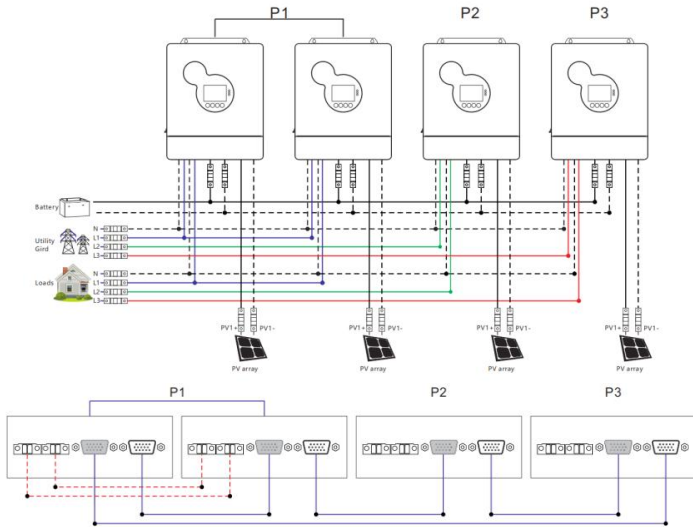 P1 P2 P3
Battery
N
Utility
Gird
L1
L2
L3
N
Loads
L1
L2
L3
PV1+ PV1- PV1+ PV1- PV1+ PV1- PV1+ PV1-
PV array PV array PV array PV array
P1 P2 P3